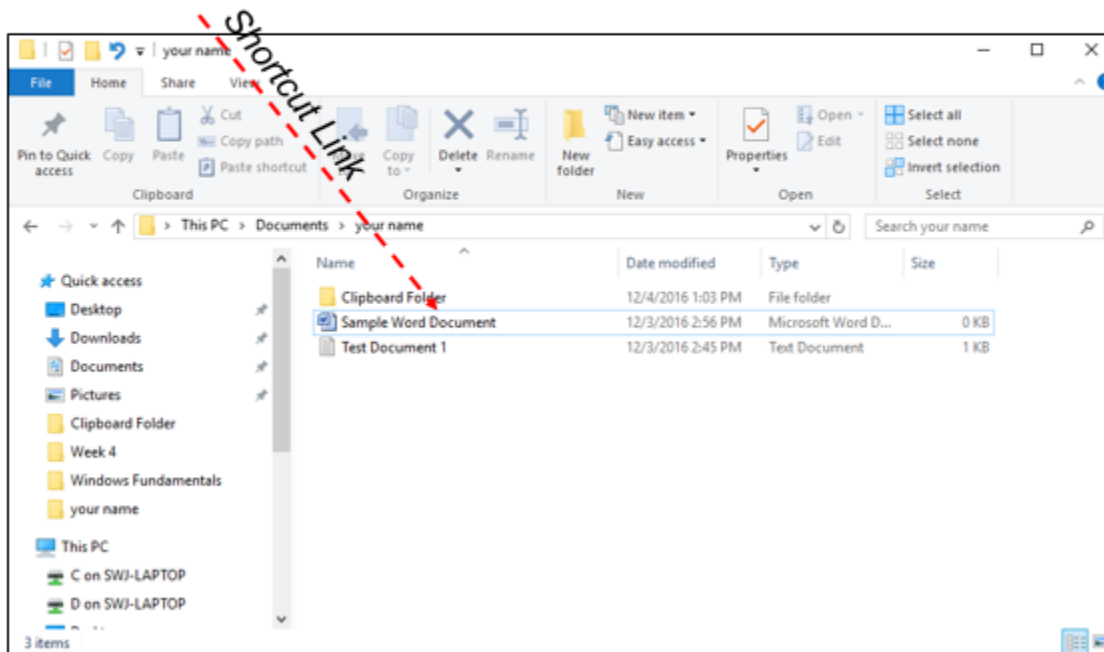 Shortcut Link
your name
File Home Share View
Pin to Quick access
Copy
Paste
Cut
Copy path
Paste shortcut
Copy to
Delete
Rename
New folder
New item
Easy access
Properties
Open
Edit
Select all
Select none
Invert selection
Clipboard Organize New Open Select
This PC > Documents > your name
Search your name
Name Date modified Type Size
Clipboard Folder 12/4/2016 1:03 PM File folder
Sample Word Document 12/3/2016 2:56 PM Microsoft Word D... 0 KB
Test Document 1 12/3/2016 2:45 PM Text Document 1 KB
Quick access
Desktop
Downloads
Documents
Pictures
Clipboard Folder
Week 4
Windows Fundamentals
your name
This PC
C on SWJ-LAPTOP
D on SWJ-LAPTOP
3 items